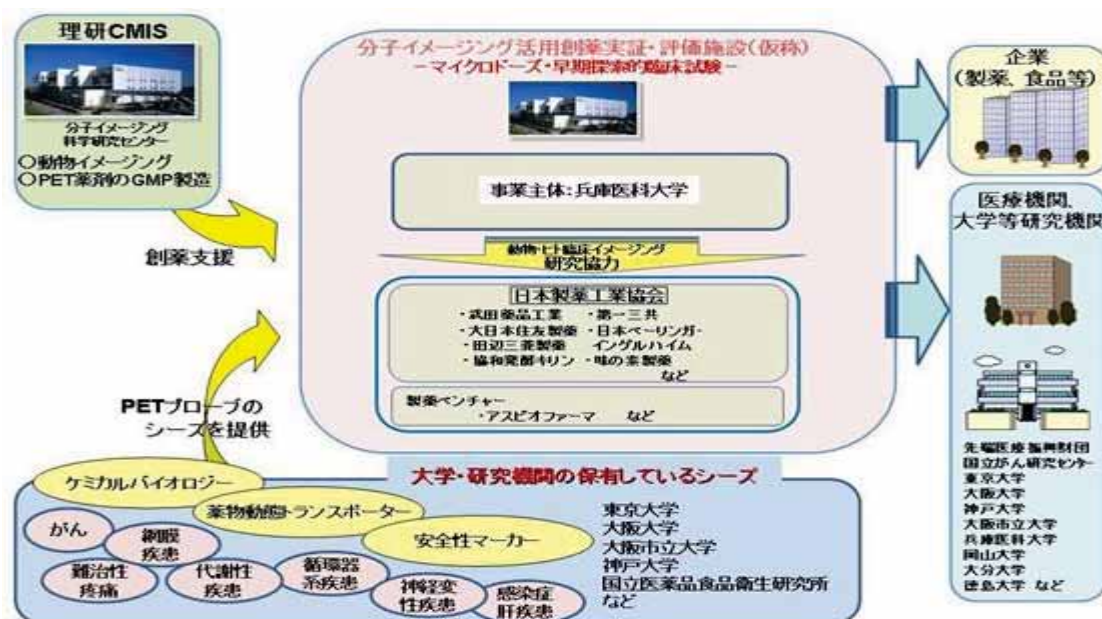 理研CMIS
分子イメージング
科学研究センター
○動物イメージング
○PET薬剤のGMP製造
創薬支援
PETプローブの
シーズを提供
分子イメージング活用創薬実証・評価施設(仮称)
－マイクロドーズ・早期探索的臨床試験－
事業主体:兵庫医科大学
動物・ヒト臨床イメージング
研究協力
日本製薬工業協会
・武田薬品工業　・第一三共
・大日本住友製薬　・日本ベーリンガー
・田辺三菱製薬　インゲルハイム
・協和発酵キリン　・味の素製薬
など
製薬ベンチャー
・アスビオファーマ　など
企業
(製薬、食品等)
医療機関、
大学等研究機関
先端医療振興財団
国立がん研究センター
東京大学
大阪大学
神戸大学
大阪市立大学
兵庫医科大学
岡山大学
大分大学
徳島大学 など
大学・研究機関の保有しているシーズ
ケミカルバイオロジー
薬物動態トランスポーター
安全性マーカー
がん
網膜
疾患
難治性
疼痛
代謝性
疾患
循環器
系疾患
神経変
性疾患
感染症
肝疾患
東京大学
大阪大学
大阪市立大学
神戸大学
国立医薬品食品衛生研究所
など